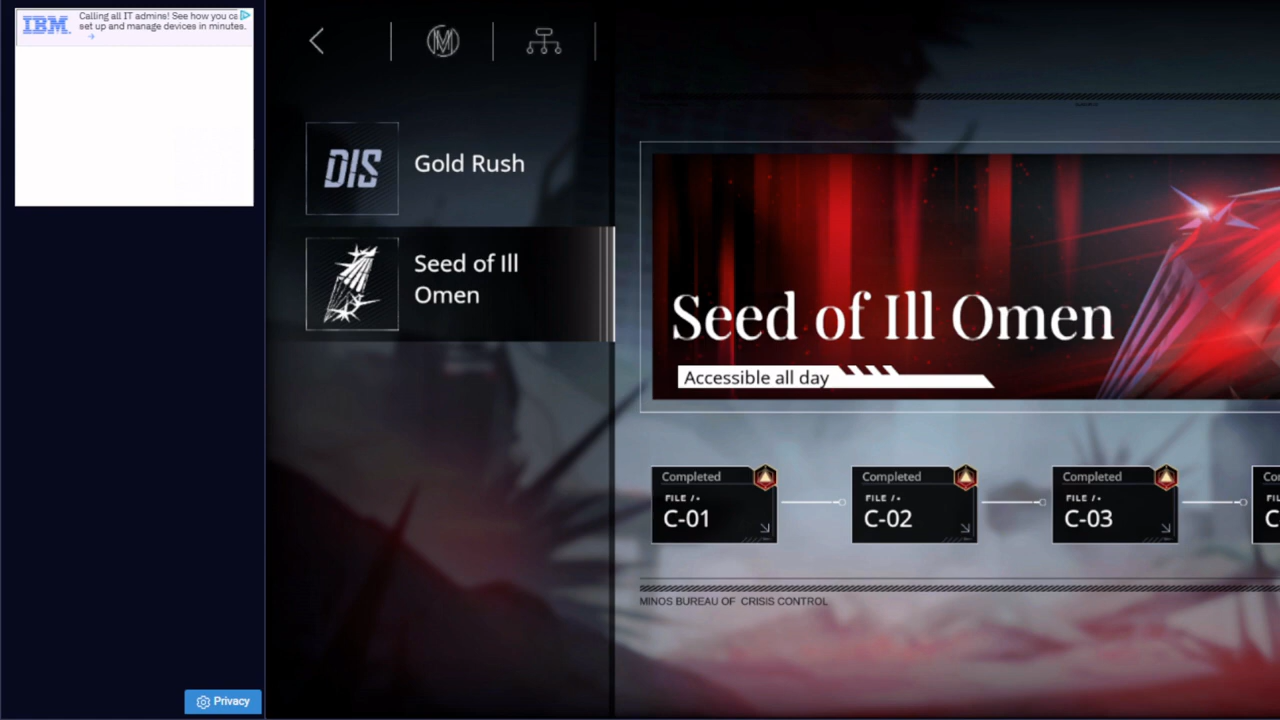 IBM.
Calling all IT admins! See how you ca
set up and manage devices in minutes.
DIS
Gold Rush
Seed of Ill
Omen
Seed of Ill Omen
Accessible all day
Completed
FILE /•
C-01
Completed
FILE /•
C-02
Completed
FILE /•
C-03
Co
FIL
C
MINOS BUREAU OF CRISIS CONTROL
Privacy